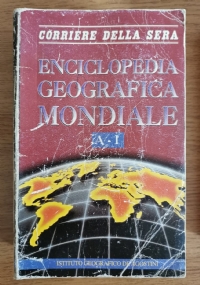 CORRIERE DELLA SERA
ENCICLOPEDIA
GEOGRAFICA
MONDIALE
A-I
ISTITUTO GEOGRAFICO DE AGOSTINI